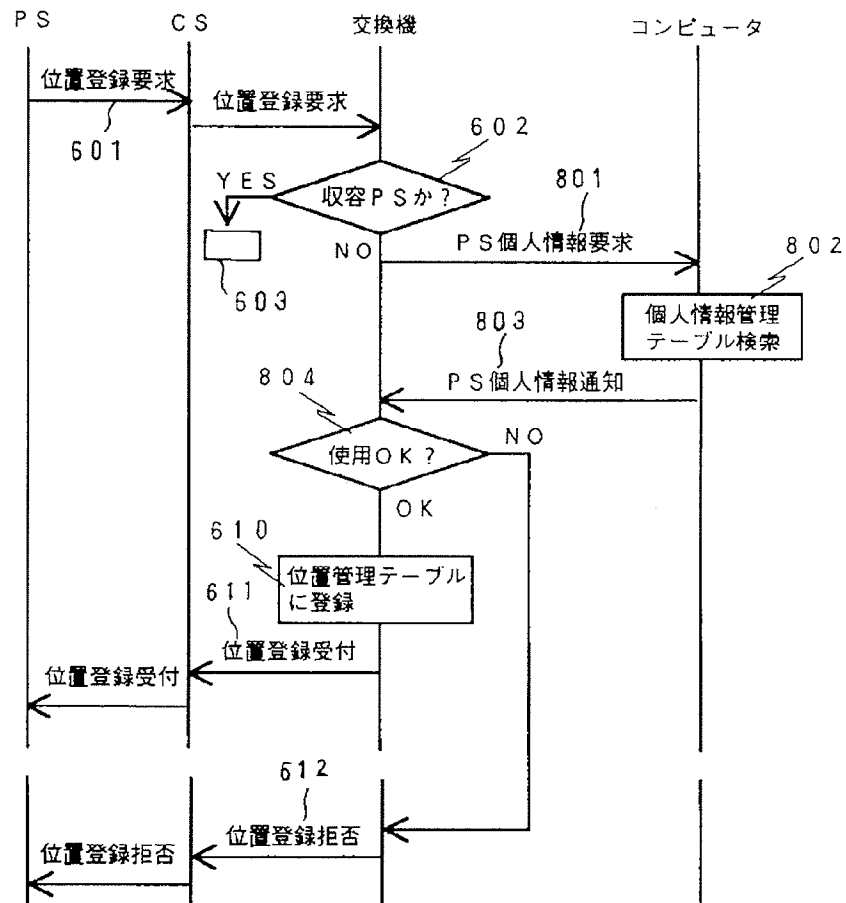 PS
CS
交換機
コンピュータ
位置登録要求
601
位置登録要求
602
YES
収容PSか?
801
NO
PS個人情報要求
603
802
個人情報管理
テーブル検索
803
PS個人情報通知
804
使用OK?
NO
OK
610
位置管理テーブル
に登録
611
位置登録受付
位置登録受付
612
位置登録拒否
位置登録拒否